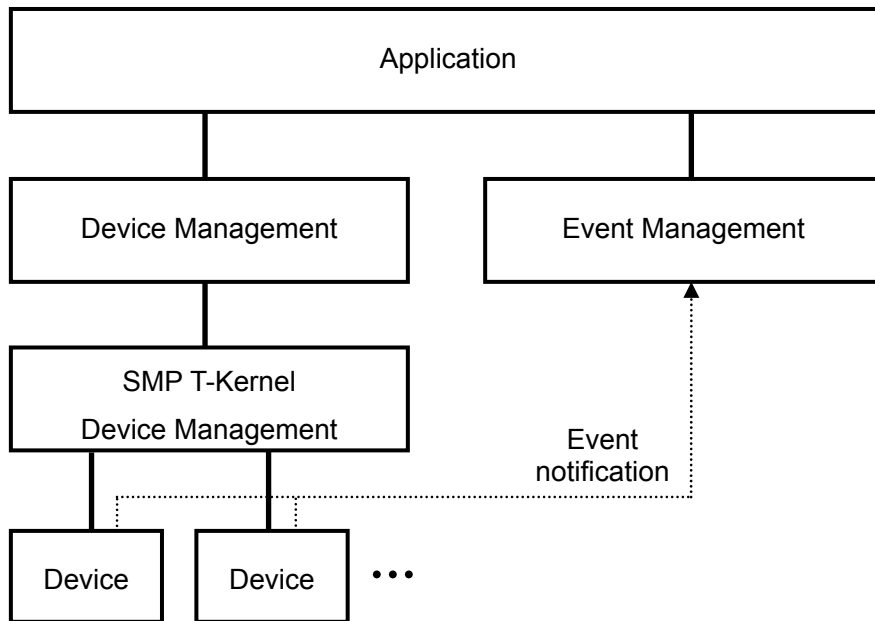 Application
Device Management
Event Management
SMP T-Kernel
Device Management
Event
notification
Device
Device
•••